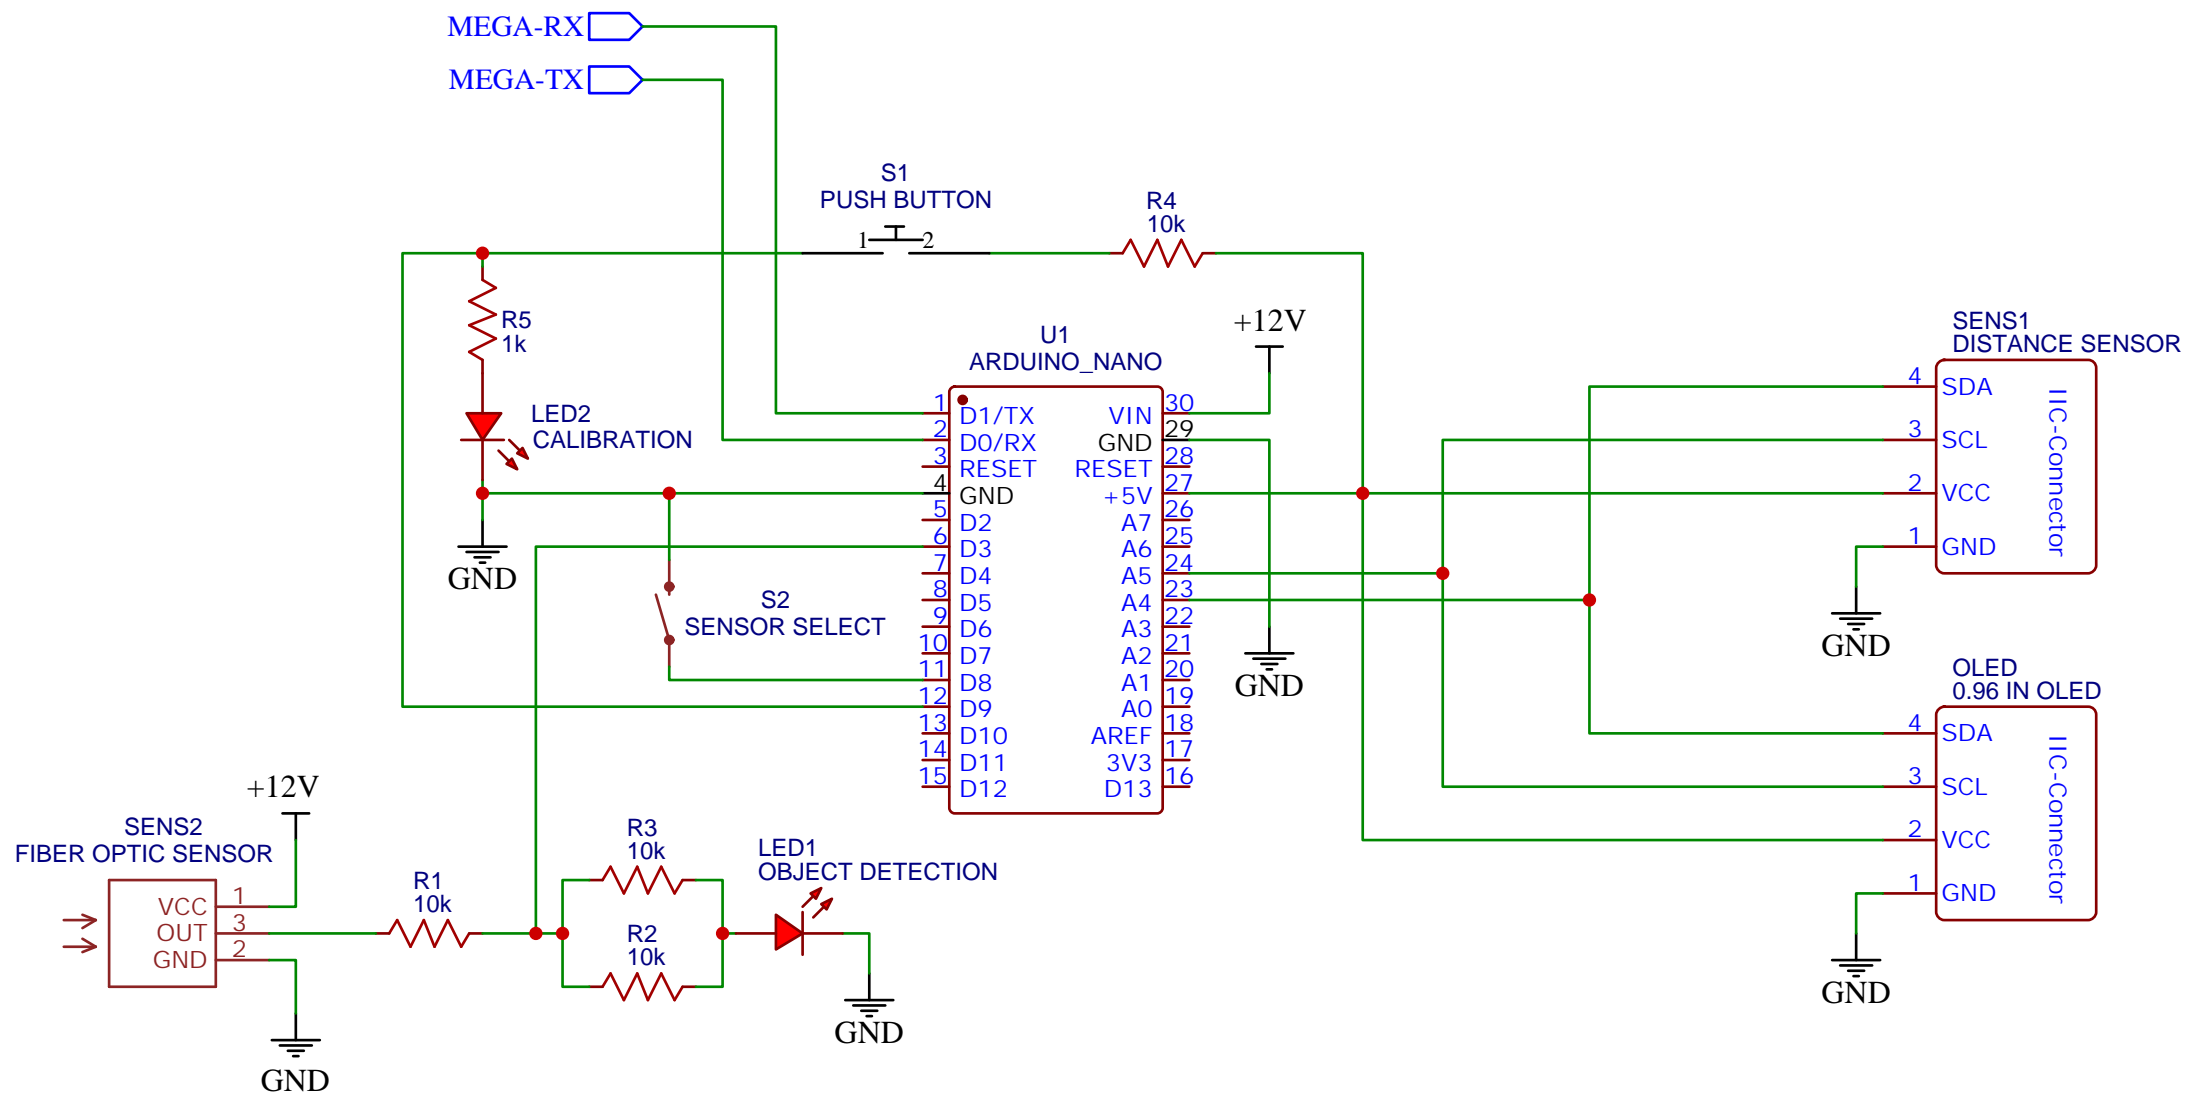 MEGA-RX
MEGA-TX
S1
PUSH BUTTON
1 2
R4
10k
R5
1k
LED2
CALIBRATION
GND
S2
SENSOR SELECT
U1
ARDUINO_NANO
+12V
1 D1/TX VIN 30
2 D0/RX GND 29
3 RESET RESET 28
4 GND +5V 27
5 D2 A7 26
6 D3 A6 25
7 D4 A5 24
8 D5 A4 23
9 D6 A3 22
10 D7 A2 21
11 D8 A1 20
12 D9 A0 19
13 D10 AREF 18
14 D11 3V3 17
15 D12 D13 16
GND
SENS1
DISTANCE SENSOR
4 SDA
3 SCL
2 VCC
1 GND
IIC-Connector
GND
OLED
0.96 IN OLED
4 SDA
3 SCL
2 VCC
1 GND
IIC-Connector
GND
+12V
SENS2
FIBER OPTIC SENSOR
VCC 1
OUT 3
GND 2
GND
R1
10k
R3
10k
R2
10k
LED1
OBJECT DETECTION
GND